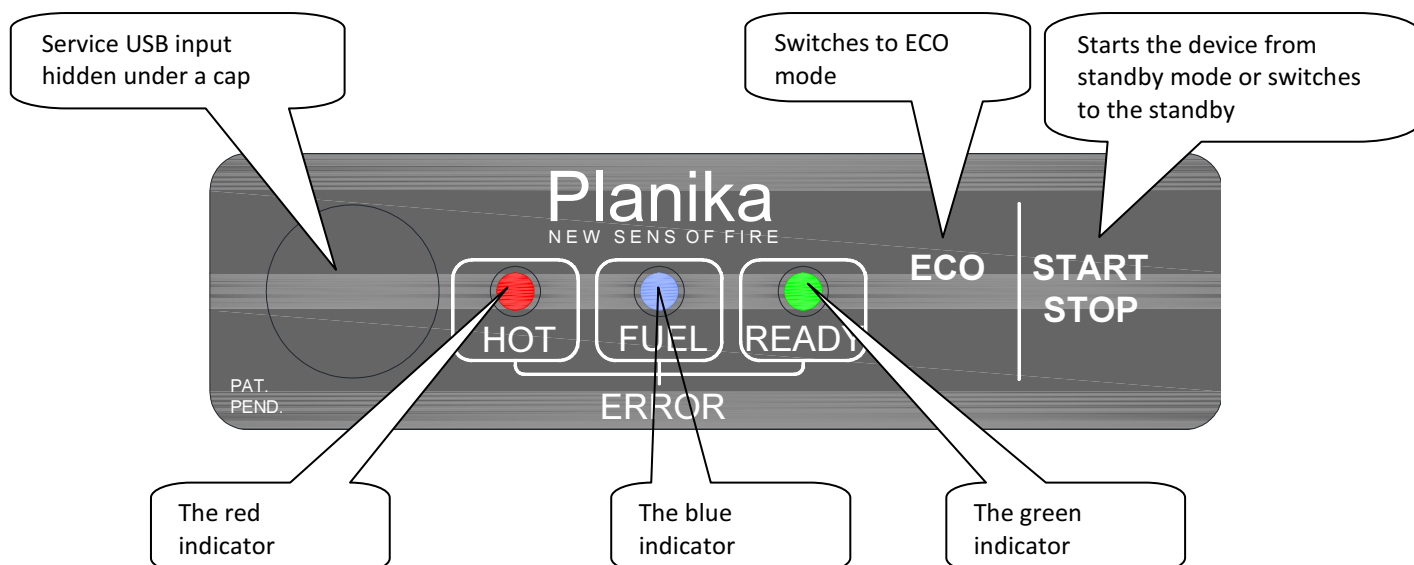 Service USB input
hidden under a cap
Switches to ECO
mode
Starts the device from
standby mode or switches
to the standby
Planika
NEW SENS OF FIRE
ECO
START
STOP
HOT
FUEL
READY
PAT.
PEND.
ERROR
The red
indicator
The blue
indicator
The green
indicator